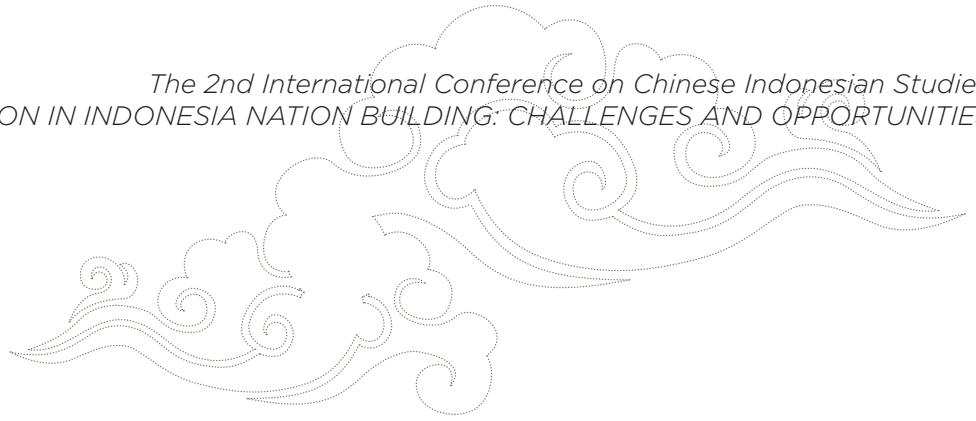 The 2nd International Conference on Chinese Indonesian Studie
ON IN INDONESIA NATION BUILDING: CHALLENGES AND OPPORTUNITIE